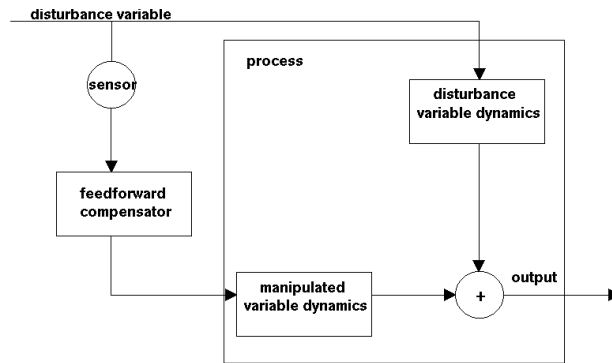 disturbance variable
process
sensor
disturbance
variable dynamics
feedforward
compensator
manipulated
variable dynamics
+
output